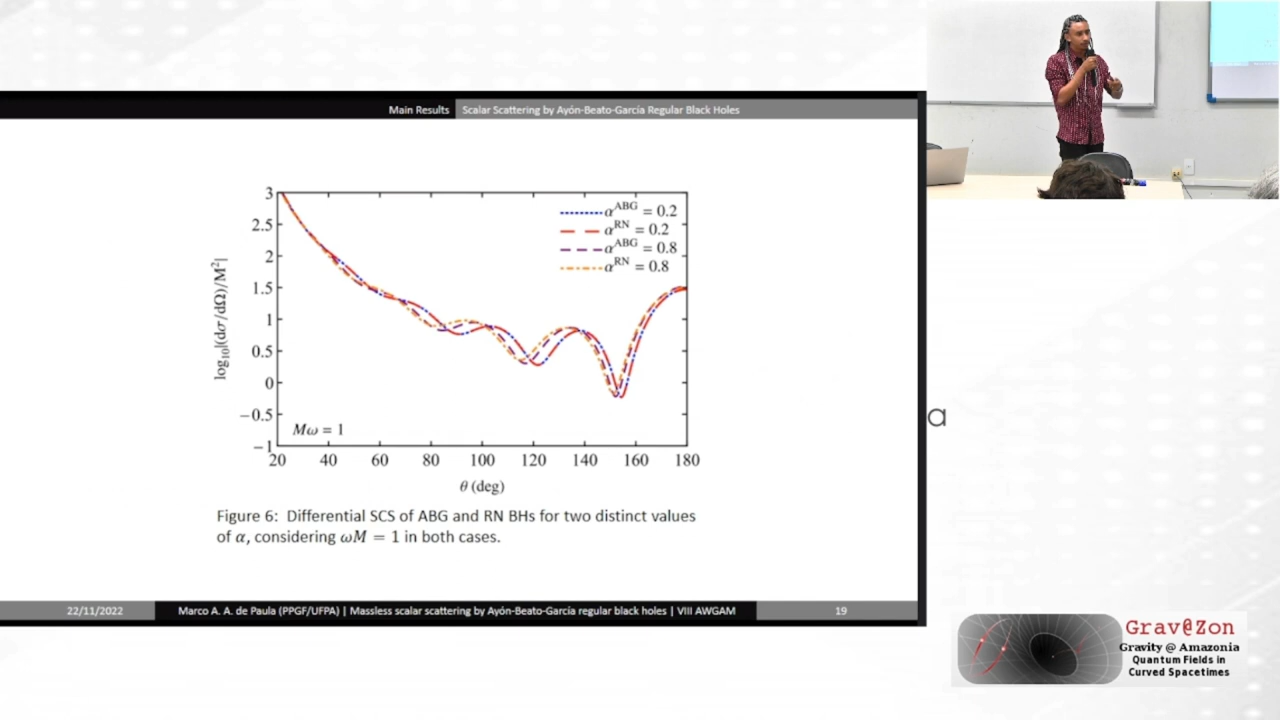 Main Results Scalar Scattering by Ayón-Beato-García Regular Black Holes
3
2.5
2
1.5
1
0.5
0
−0.5
−1
log₁₀|(dσ/dΩ)/M²|
α^ABG = 0.2
α^RN = 0.2
α^ABG = 0.8
α^RN = 0.8
Mω = 1
20 40 60 80 100 120 140 160 180
θ (deg)
Figure 6: Differential SCS of ABG and RN BHs for two distinct values
of α, considering ωM = 1 in both cases.
22/11/2022 Marco A. A. de Paula (PPGF/UFPA) | Massless scalar scattering by Ayón-Beato-García regular black holes | VIII AWGAM 19
a
Grav@Zon
Gravity @ Amazonia
Quantum Fields in
Curved Spacetimes